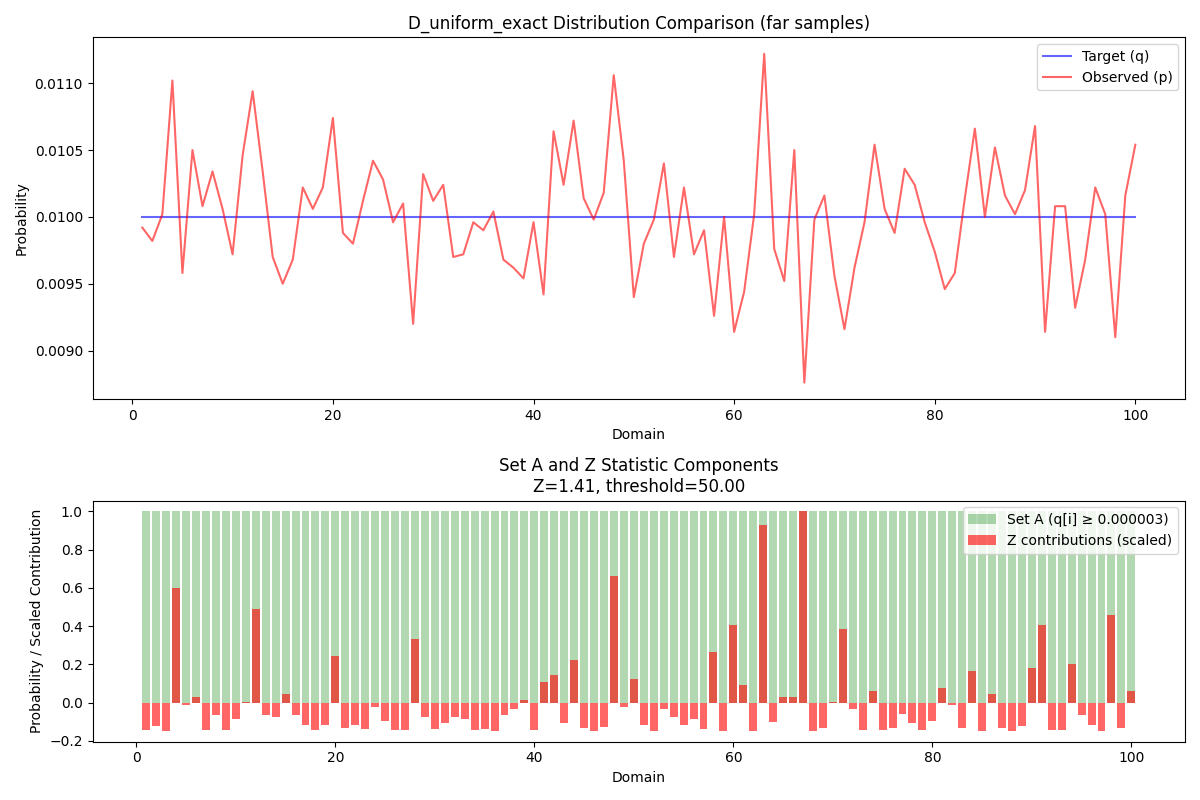 D_uniform_exact Distribution Comparison (far samples)
Target (q)
Observed (p)
Probability
0.0110
0.0105
0.0100
0.0095
0.0090
0 20 40 60 80 100
Domain
Set A and Z Statistic Components
Z=1.41, threshold=50.00
Set A (q[i] ≥ 0.000003)
Z contributions (scaled)
Probability / Scaled Contribution
1.0
0.8
0.6
0.4
0.2
0.0
−0.2
0 20 40 60 80 100
Domain